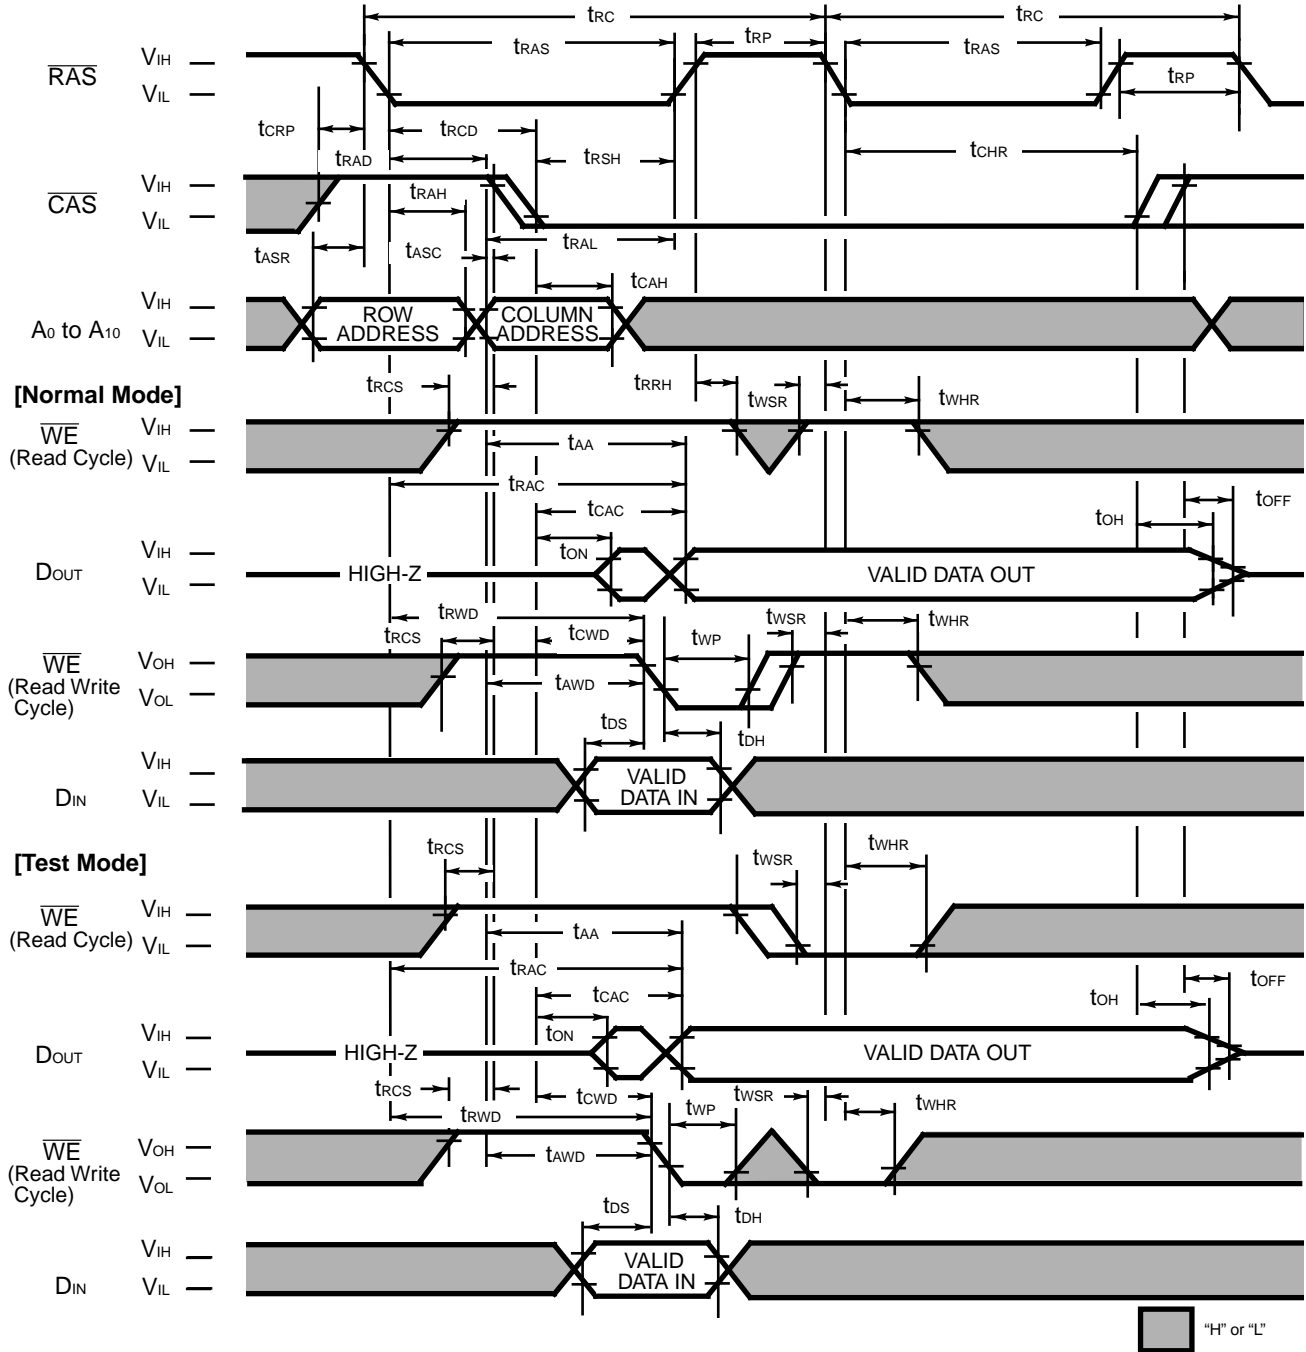 tRC tRC
tRAS tRP tRAS
RAS VIH
VIL
tRP
tCRP tRCD
tRAD tRSH tCHR
CAS VIH
VIL
tRAH
tASR tASC tRAL
tCAH
A0 to A10 VIH
VIL
ROW
ADDRESS
COLUMN
ADDRESS
tRCS tRRH tWSR tWHR
[Normal Mode]
WE
(Read Cycle)
VIH
VIL
tAA
tRAC
tCAC tOH tOFF
tON
DOUT VIH
VIL
HIGH-Z VALID DATA OUT
tRWD tWSR tWHR
tRCS tCWD tWP
WE
(Read Write
Cycle)
VOH
VOL
tAWD
tDS tDH
DIN VIH
VIL
VALID
DATA IN
tRCS tWSR tWHR
[Test Mode]
WE
(Read Cycle)
VIH
VIL
tAA
tRAC
tCAC tOH tOFF
tON
DOUT VIH
VIL
HIGH-Z VALID DATA OUT
tRCS tCWD tWSR
tRWD tWP tWHR
WE
(Read Write
Cycle)
VOH
VOL
tAWD
tDS tDH
DIN VIH
VIL
VALID
DATA IN
“H” or “L”